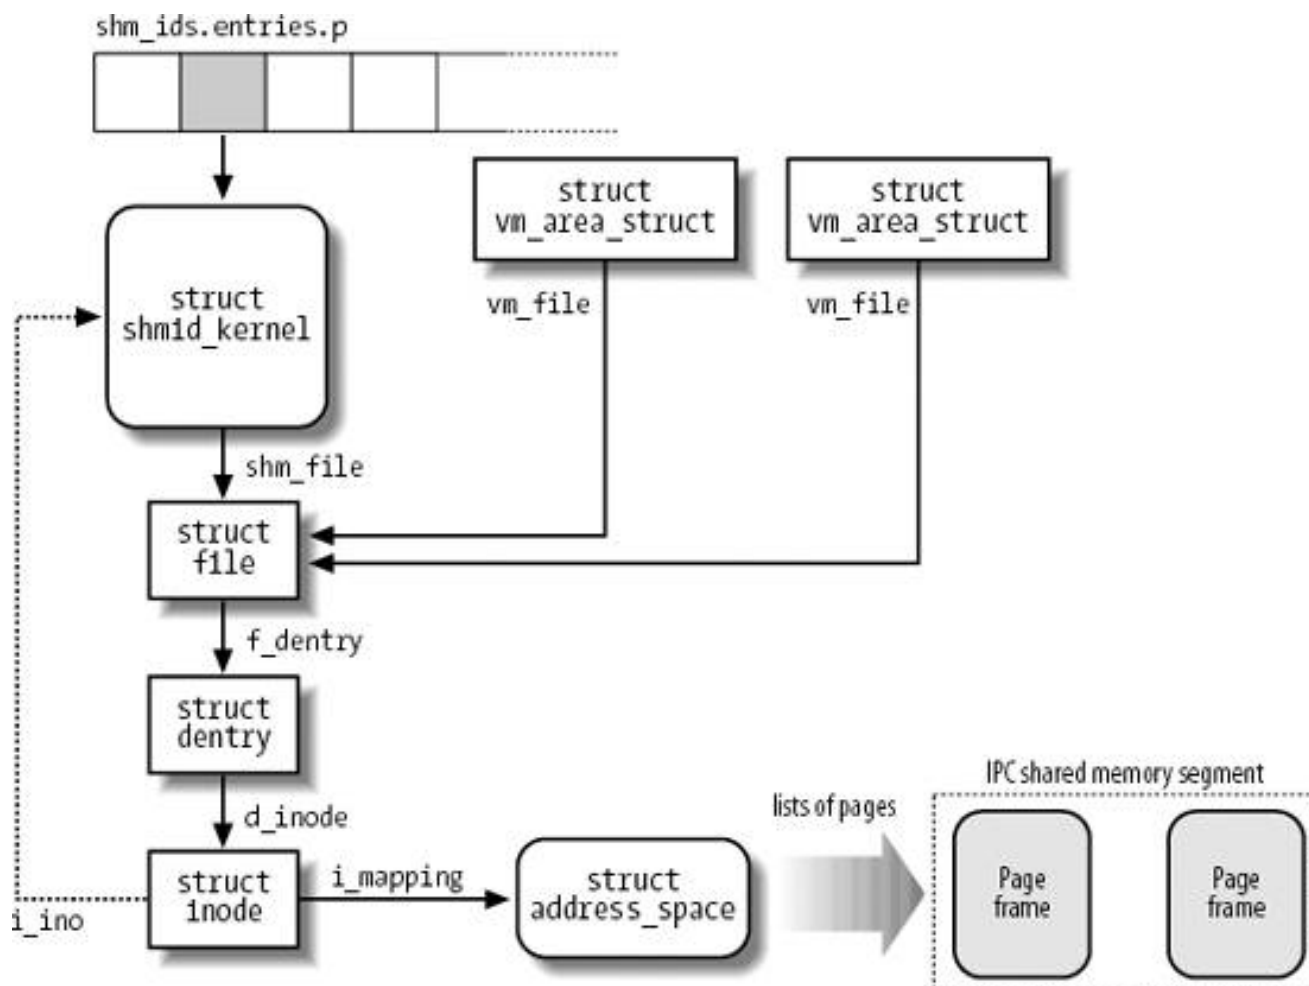 shm_ids.entries.p
struct
vm_area_struct
struct
vm_area_struct
struct
shmid_kernel
vm_file
vm_file
shm_file
struct
file
f_dentry
struct
dentry
IPC shared memory segment
d_inode
lists of pages
struct
inode
i_mapping
struct
address_space
Page
frame
Page
frame
i_ino